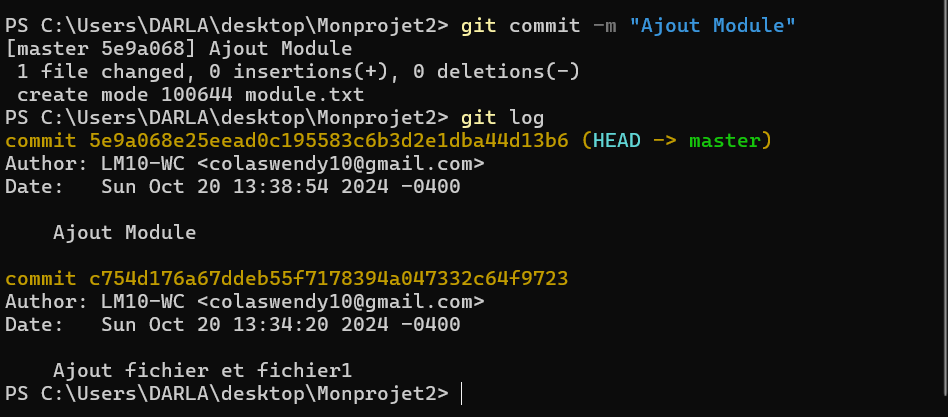 PS C:\Users\DARLA\desktop\Monprojet2> git commit -m "Ajout Module"
[master 5e9a068] Ajout Module
 1 file changed, 0 insertions(+), 0 deletions(-)
 create mode 100644 module.txt
PS C:\Users\DARLA\desktop\Monprojet2> git log
commit 5e9a068e25eead0c195583c6b3d2e1dba44d13b6 (HEAD -> master)
Author: LM10-WC <colaswendy10@gmail.com>
Date:   Sun Oct 20 13:38:54 2024 -0400

    Ajout Module

commit c754d176a67ddeb55f7178394a047332c64f9723
Author: LM10-WC <colaswendy10@gmail.com>
Date:   Sun Oct 20 13:34:20 2024 -0400

    Ajout fichier et fichier1
PS C:\Users\DARLA\desktop\Monprojet2>